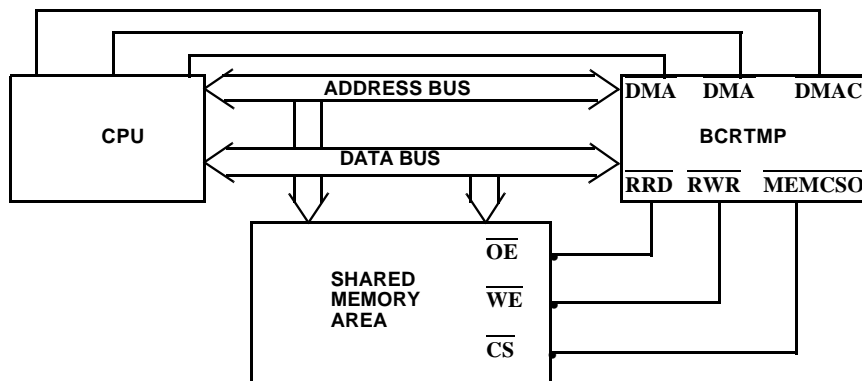 ADDRESS BUS
DMA DMA DMAC
CPU
BCRTMP
DATA BUS
RRD RWR MEMCSO
OE
SHARED
MEMORY
AREA
WE
CS